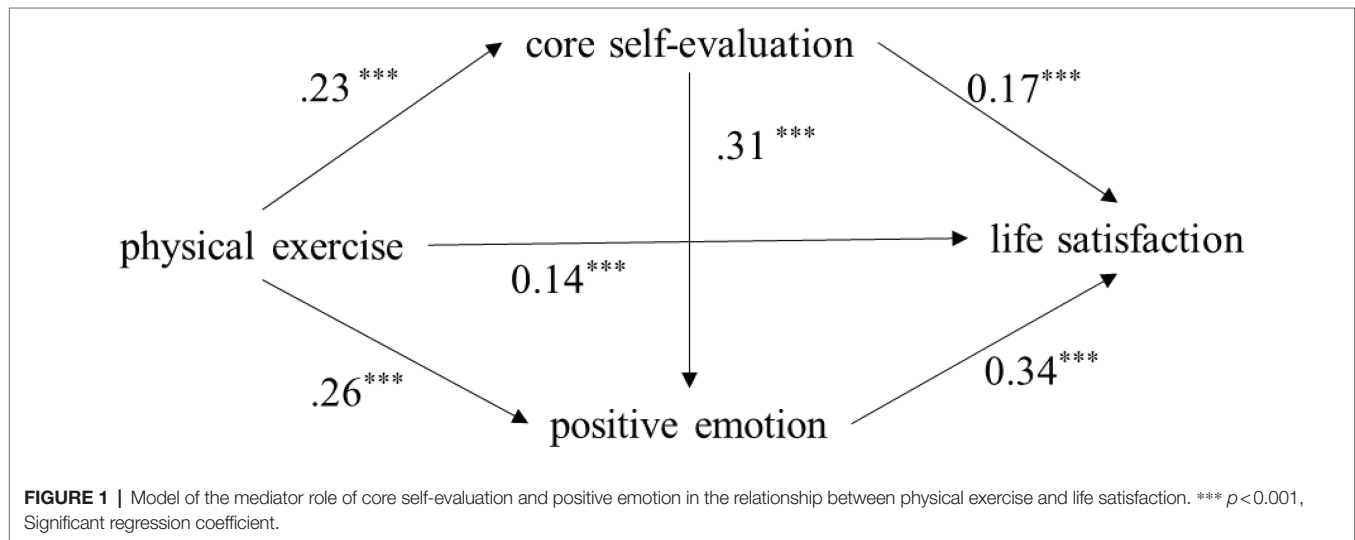 core self-evaluation
.23 ***
0.17***
.31 ***
physical exercise
life satisfaction
0.14***
.26***
0.34***
positive emotion
FIGURE 1 | Model of the mediator role of core self-evaluation and positive emotion in the relationship between physical exercise and life satisfaction. *** p<0.001,
Significant regression coefficient.